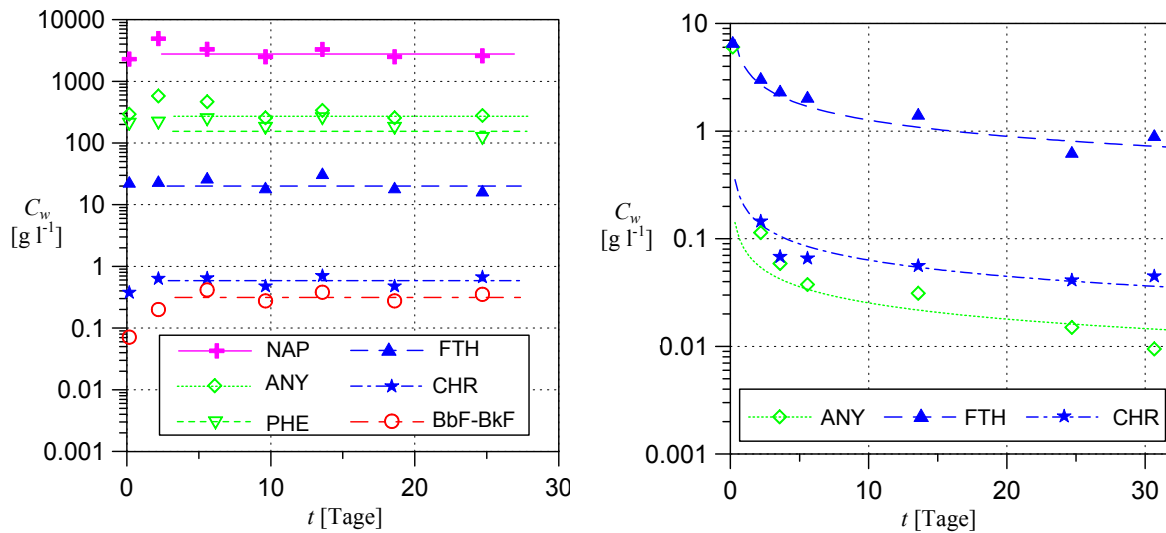 10000
1000
100
10
1
0.1
0.01
0.001
C_w
[g l⁻¹]
NAP
FTH
ANY
CHR
PHE
BbF-BkF
0
10
20
30
t [Tage]
10
1
0.1
0.01
0.001
C_w
[g l⁻¹]
ANY
FTH
CHR
0
10
20
30
t [Tage]